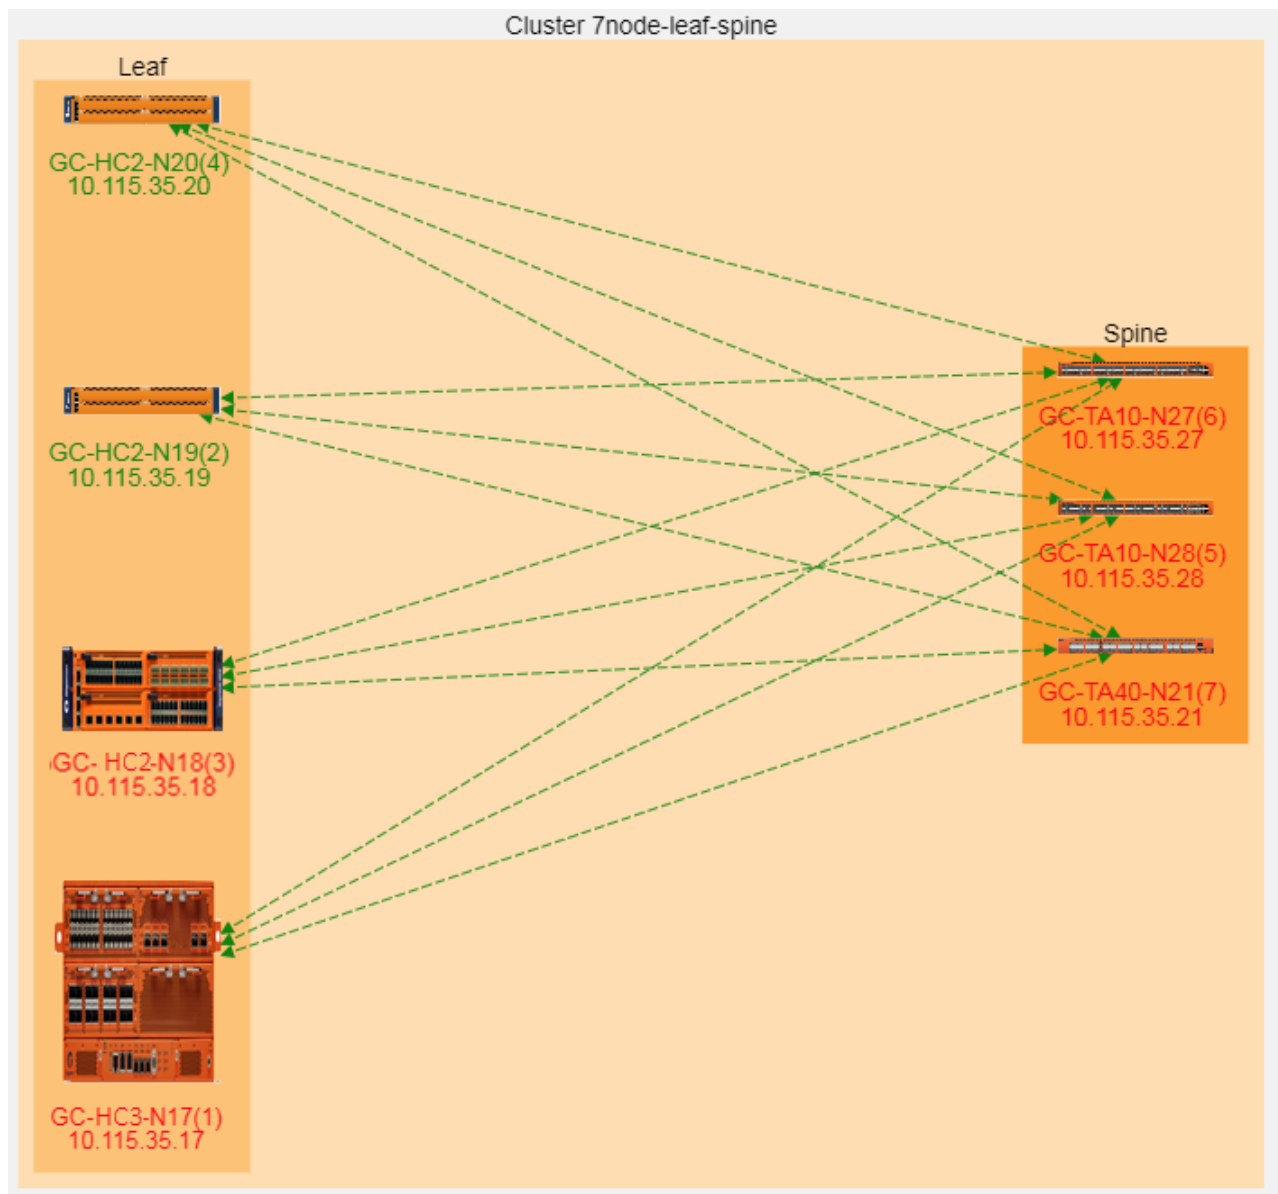 Cluster 7node-leaf-spine
Leaf
GC-HC2-N20(4)
10.115.35.20
GC-HC2-N19(2)
10.115.35.19
GC- HC2-N18(3)
10.115.35.18
GC-HC3-N17(1)
10.115.35.17
Spine
GC-TA10-N27(6)
10.115.35.27
GC-TA10-N28(5)
10.115.35.28
GC-TA40-N21(7)
10.115.35.21